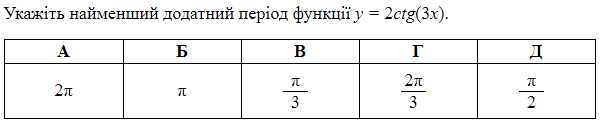 Укажіть найменший додатний період функції y = 2ctg(3x).
А Б В Г Д
2π π π/3 2π/3 π/2